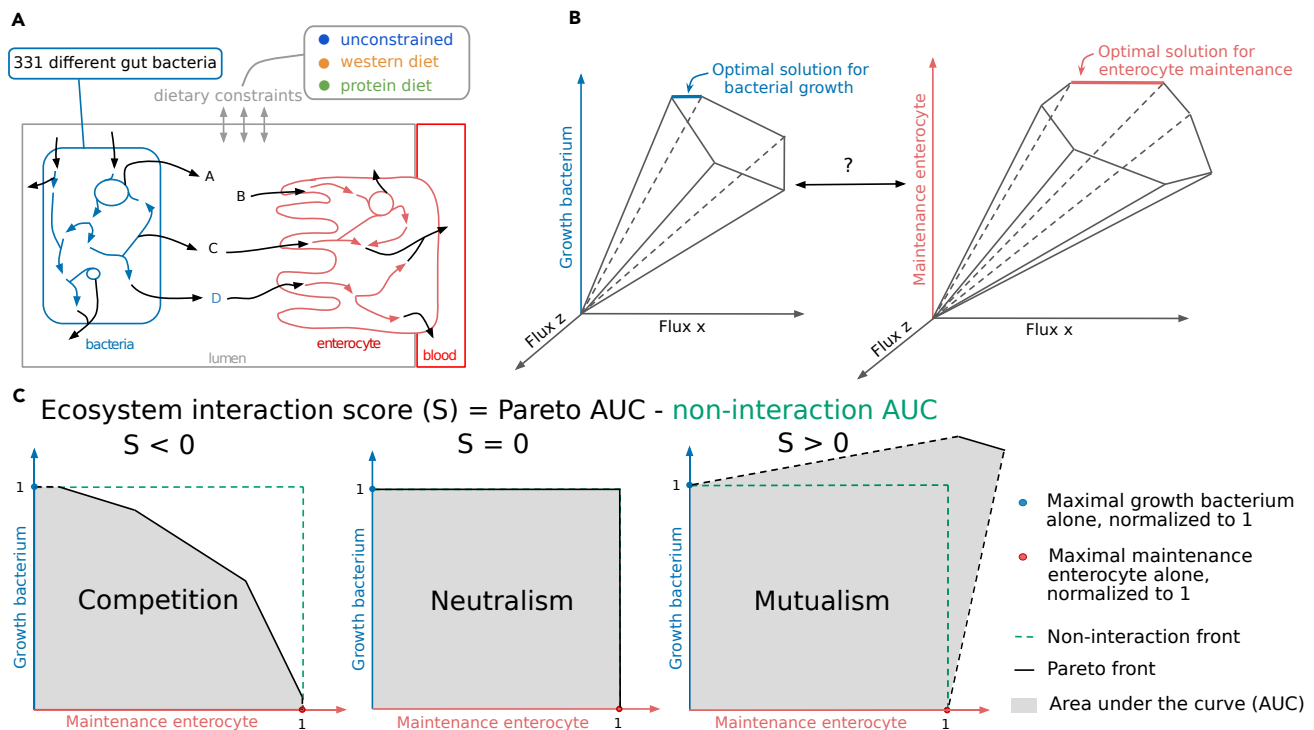 A
331 different gut bacteria
dietary constraints
unconstrained
western diet
protein diet
A
B
C
D
bacteria
lumen
enterocyte
blood
B
Growth bacterium
Optimal solution for
bacterial growth
Flux x
Flux z
?
Maintenance enterocyte
Optimal solution for
enterocyte maintenance
Flux x
Flux z
C
Ecosystem interaction score (S) = Pareto AUC - non-interaction AUC
S < 0
1
Growth bacterium
Competition
Maintenance enterocyte
1
S = 0
1
Growth bacterium
Neutralism
Maintenance enterocyte
1
S > 0
1
Growth bacterium
Mutualism
Maintenance enterocyte
1
Maximal growth bacterium
alone, normalized to 1
Maximal maintenance
enterocyte alone,
normalized to 1
Non-interaction front
Pareto front
Area under the curve (AUC)